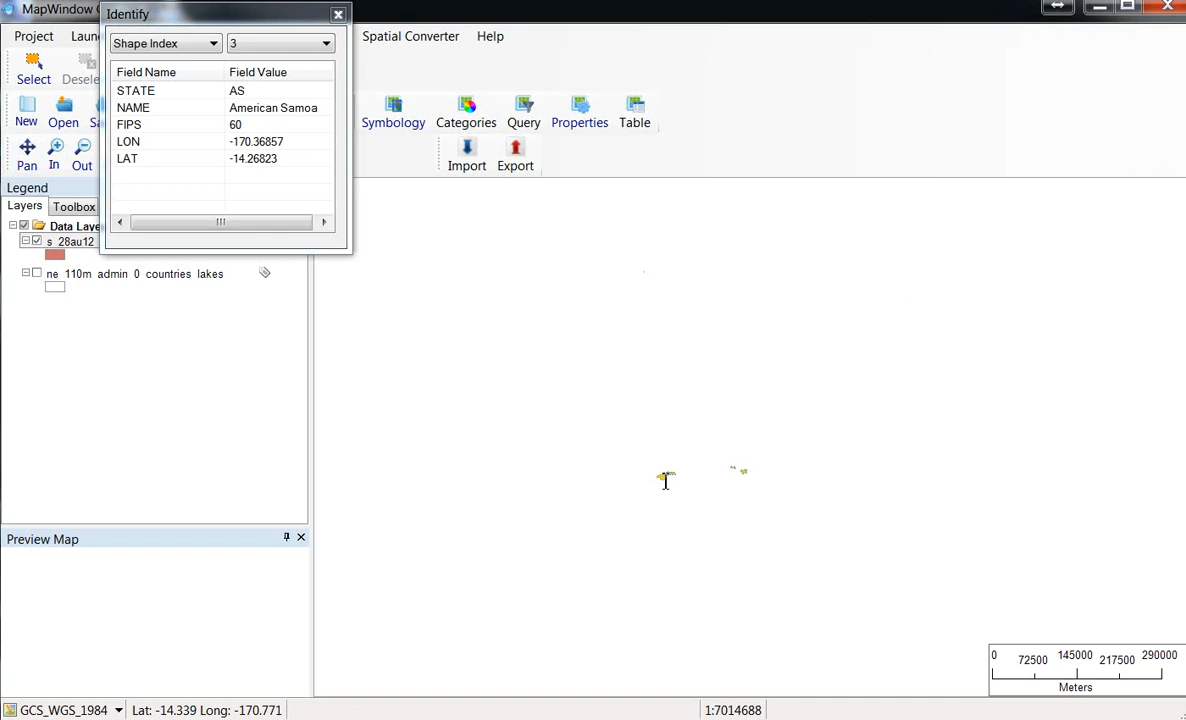 MapWindow
Identify
Project
Shape Index 3
Spatial Converter Help
Field Name Field Value
STATE AS
NAME American Samoa
FIPS 60
LON -170.36857
LAT -14.26823
Select
New Open
Symbology Categories Query Properties Table
Pan In Out
Import Export
Legend
Layers Toolbox
s_28au12
ne_110m_admin_0_countries_lakes
Preview Map
0 72500 145000 217500 290000
Meters
GCS_WGS_1984 Lat: -14.339 Long: -170.771 1:7014688